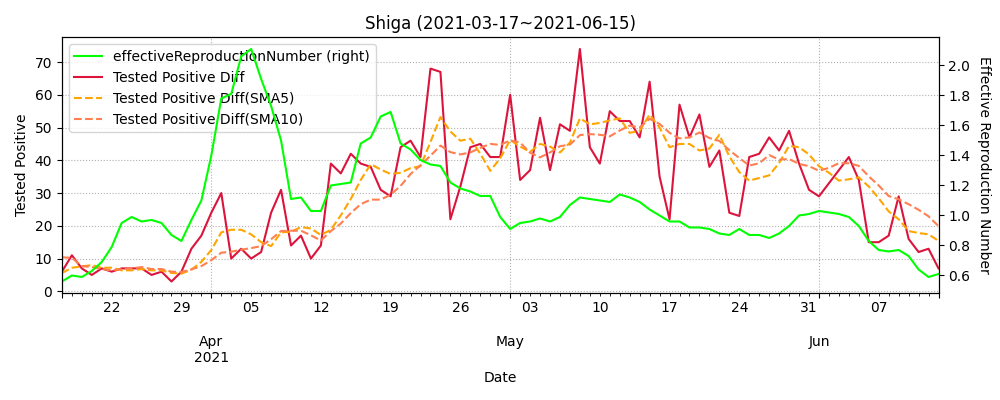 Shiga (2021-03-17~2021-06-15)
effectiveReproductionNumber (right)
Tested Positive Diff
Tested Positive Diff(SMA5)
Tested Positive Diff(SMA10)
Tested Positive
70
60
50
40
30
20
10
0
2.0
1.8
1.6
1.4
1.2
1.0
0.8
0.6
Effective Reproduction Number
22 29 05 12 19 26 03 10 17 24 31 07
Apr May Jun
2021
Date